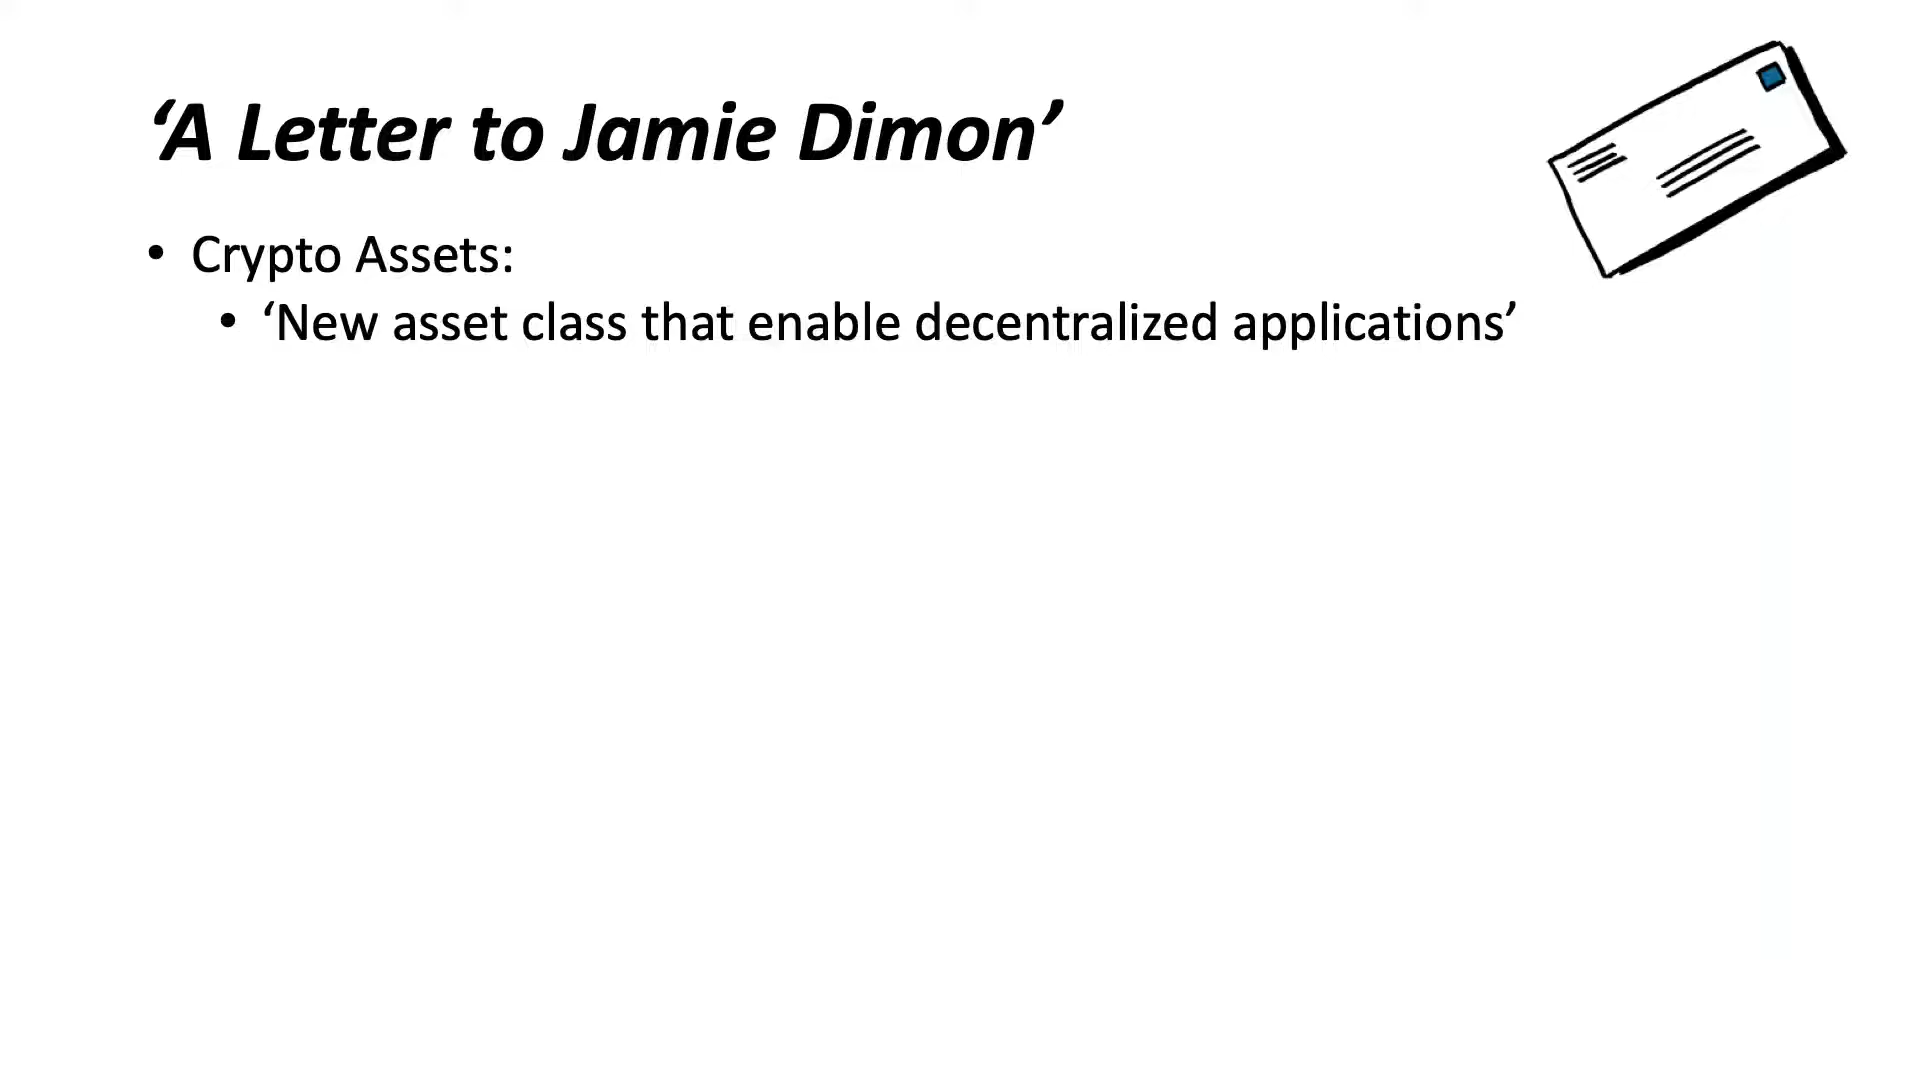 ‘A Letter to Jamie Dimon’
• Crypto Assets:
• ‘New asset class that enable decentralized applications’